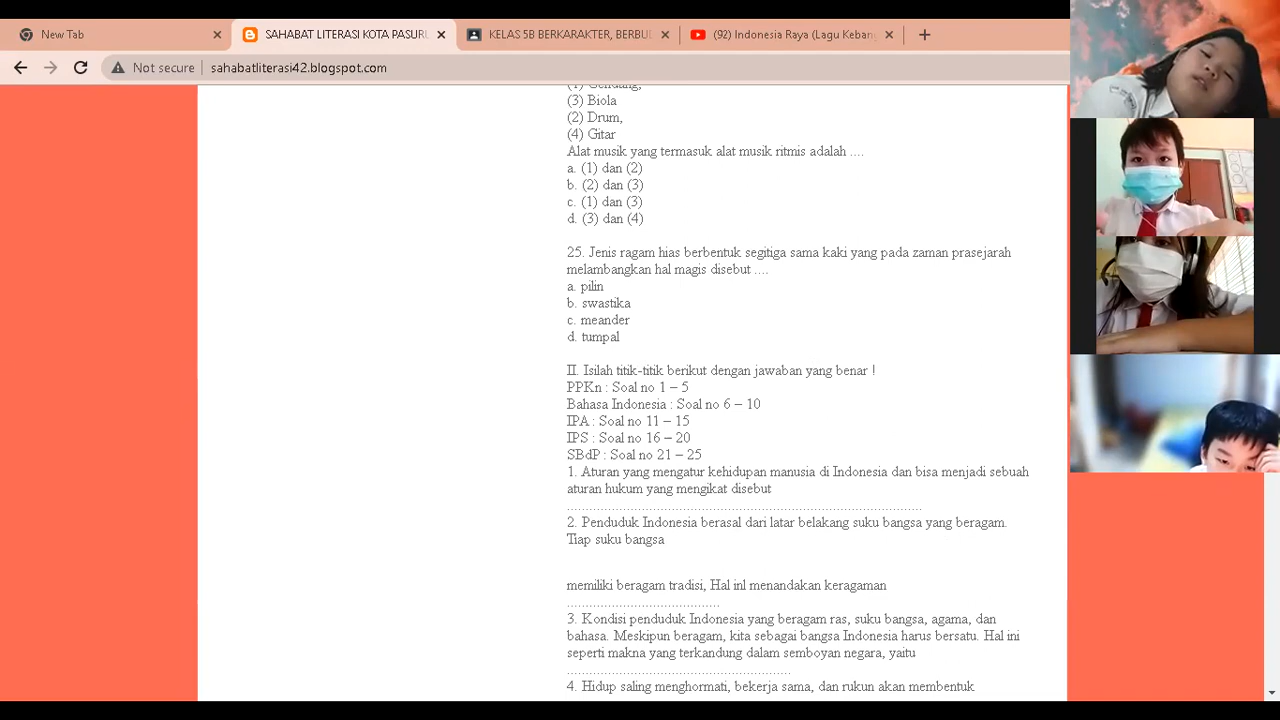 New Tab
SAHABAT LITERASI KOTA PASURU
KELAS 5B BERKARAKTER, BERBU
(92) Indonesia Raya (Lagu Kebang
Not secure
sahabatliterasi42.blogspot.com
(1) Gendang,
(3) Biola
(2) Drum,
(4) Gitar
Alat musik yang termasuk alat musik ritmis adalah ....
a. (1) dan (2)
b. (2) dan (3)
c. (1) dan (3)
d. (3) dan (4)
25. Jenis ragam hias berbentuk segitiga sama kaki yang pada zaman prasejarah
melambangkan hal magis disebut ....
a. pilin
b. swastika
c. meander
d. tumpal
II. Isilah titik-titik berikut dengan jawaban yang benar !
PPKn : Soal no 1 – 5
Bahasa Indonesia : Soal no 6 – 10
IPA : Soal no 11 – 15
IPS : Soal no 16 – 20
SBdP : Soal no 21 – 25
1. Aturan yang mengatur kehidupan manusia di Indonesia dan bisa menjadi sebuah
aturan hukum yang mengikat disebut
...............................................................................................
2. Penduduk Indonesia berasal dari latar belakang suku bangsa yang beragam.
Tiap suku bangsa
memiliki beragam tradisi, Hal inl menandakan keragaman
.........................................
3. Kondisi penduduk Indonesia yang beragam ras, suku bangsa, agama, dan
bahasa. Meskipun beragam, kita sebagai bangsa Indonesia harus bersatu. Hal ini
seperti makna yang terkandung dalam semboyan negara, yaitu
............................................................
4. Hidup saling menghormati, bekerja sama, dan rukun akan membentuk